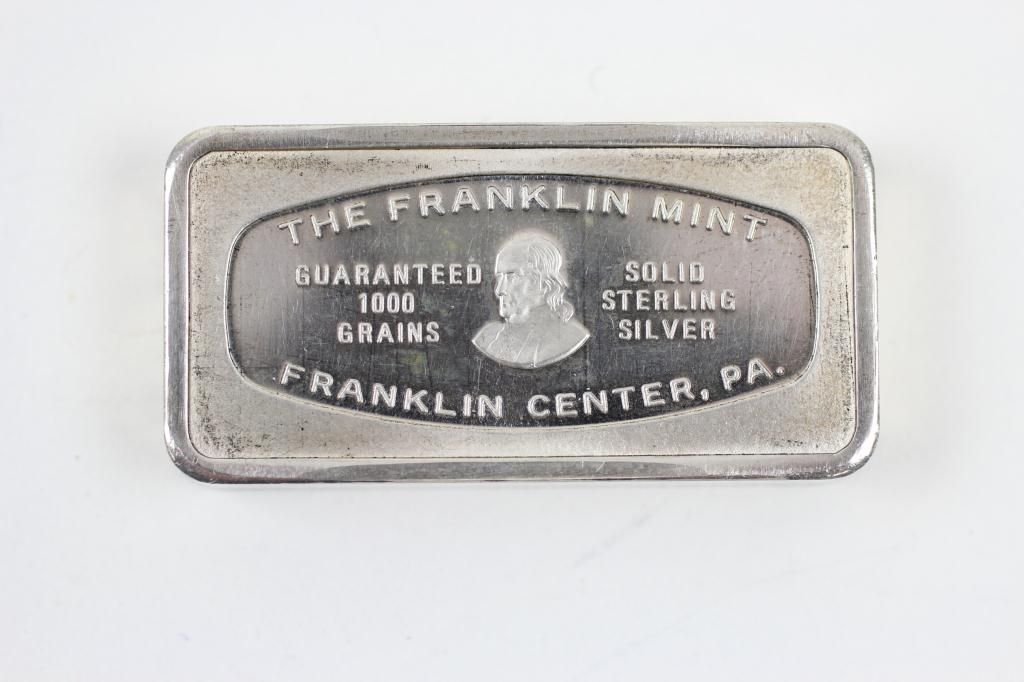 THE FRANKLIN MINT
GUARANTEED
1000
GRAINS
SOLID
STERLING
SILVER
FRANKLIN CENTER, PA.